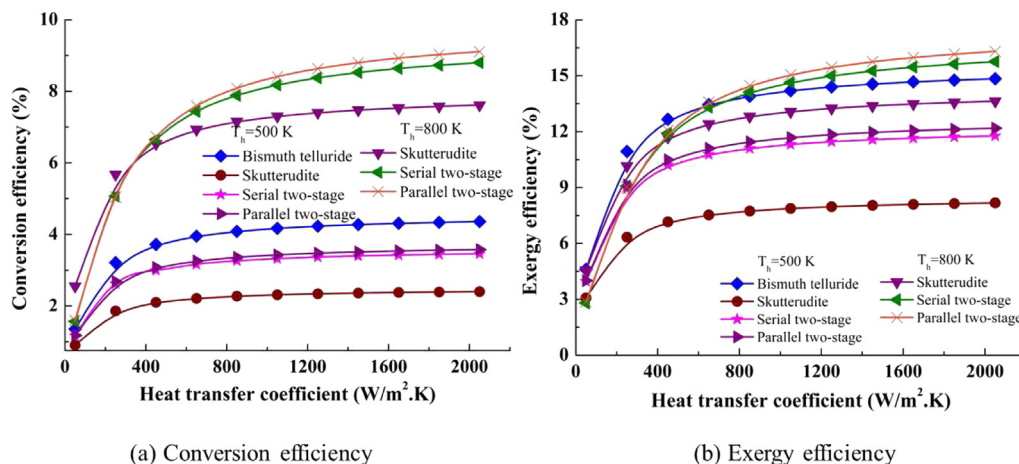 10
8
6
4
2
Conversion efficiency (%)
T_h=500 K
T_h=800 K
Bismuth telluride
Skutterudite
Skutterudite
Serial two-stage
Serial two-stage
Parallel two-stage
Parallel two-stage
0 400 800 1200 1600 2000
Heat transfer coefficient (W/m².K)
(a) Conversion efficiency
18
15
12
9
6
3
0
Exergy efficiency (%)
T_h=500 K
T_h=800 K
Bismuth telluride
Skutterudite
Skutterudite
Serial two-stage
Serial two-stage
Parallel two-stage
Parallel two-stage
0 400 800 1200 1600 2000
Heat transfer coefficient (W/m².K)
(b) Exergy efficiency